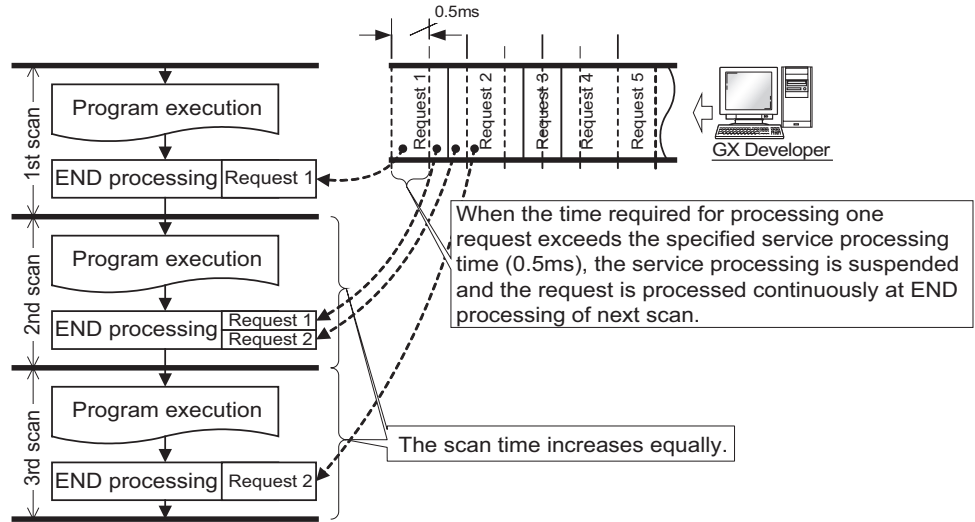 0.5ms
Request 1
Request 2
Request 3
Request 4
Request 5
GX Developer
1st scan
Program execution
END processing
Request 1
When the time required for processing one
request exceeds the specified service processing
time (0.5ms), the service processing is suspended
and the request is processed continuously at END
processing of next scan.
2nd scan
Program execution
END processing
Request 1
Request 2
3rd scan
Program execution
The scan time increases equally.
END processing
Request 2